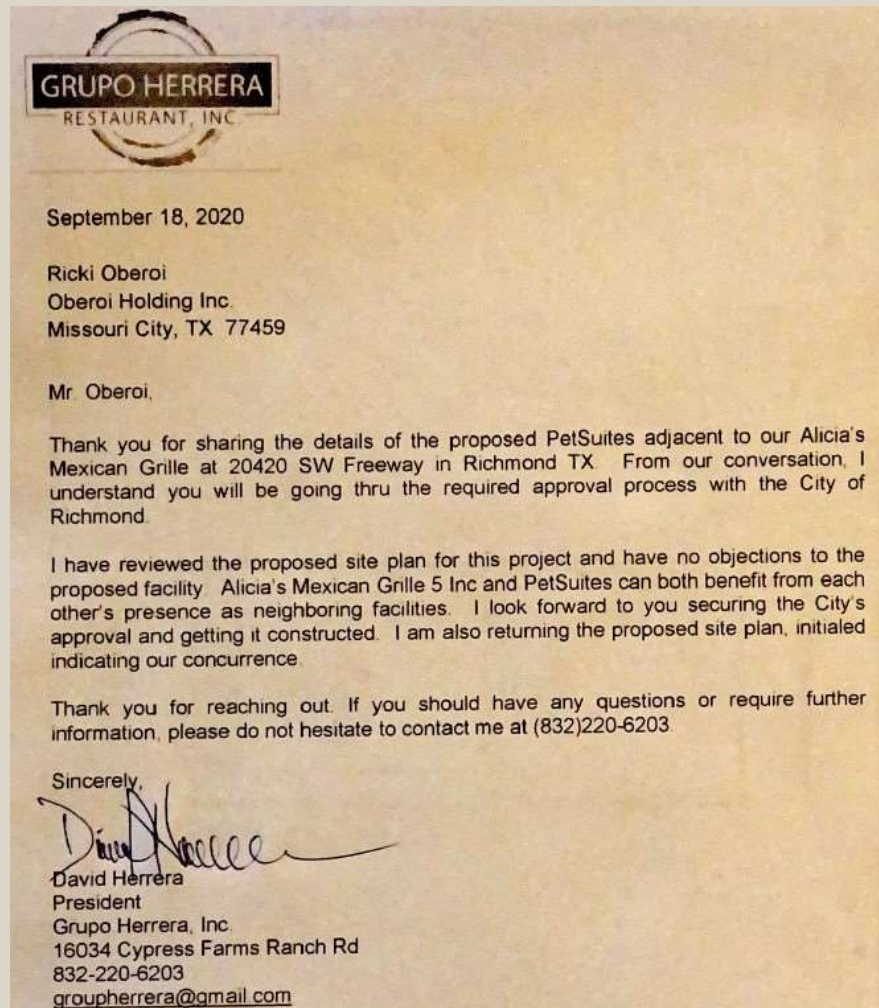 GRUPO HERRERA
RESTAURANT, INC
September 18, 2020
Ricki Oberoi
Oberoi Holding Inc.
Missouri City, TX 77459
Mr. Oberoi,
Thank you for sharing the details of the proposed PetSuites adjacent to our Alicia's
Mexican Grille at 20420 SW Freeway in Richmond TX. From our conversation, I
understand you will be going thru the required approval process with the City of
Richmond.
I have reviewed the proposed site plan for this project and have no objections to the
proposed facility. Alicia's Mexican Grille 5 Inc and PetSuites can both benefit from each
other's presence as neighboring facilities. I look forward to you securing the City's
approval and getting it constructed. I am also returning the proposed site plan, initialed
indicating our concurrence.
Thank you for reaching out. If you should have any questions or require further
information, please do not hesitate to contact me at (832)220-6203.
Sincerely,
David Herrera
President
Grupo Herrera, Inc.
16034 Cypress Farms Ranch Rd
832-220-6203
groupherrera@gmail.com